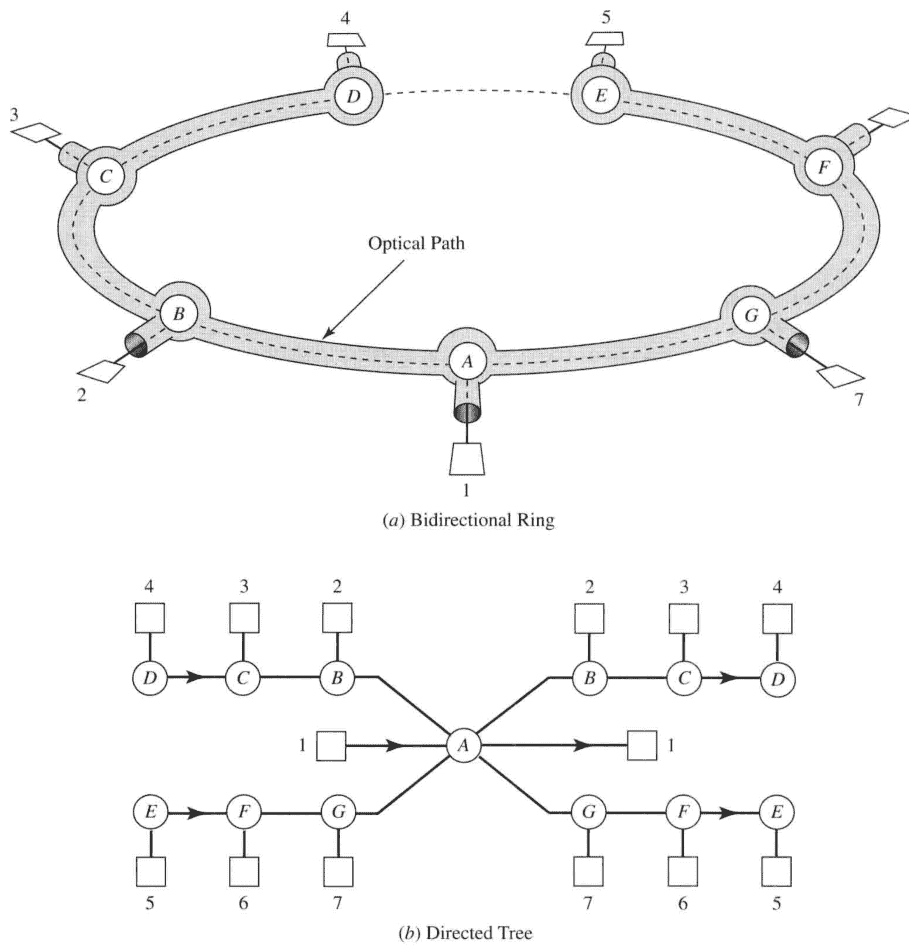 4 5
D E
3
C F
Optical Path
B G
A
2 7
1
(a) Bidirectional Ring
4 3 2 2 3 4
D C B B C D
1 A 1
E F G G F E
5 6 7 7 6 5
(b) Directed Tree